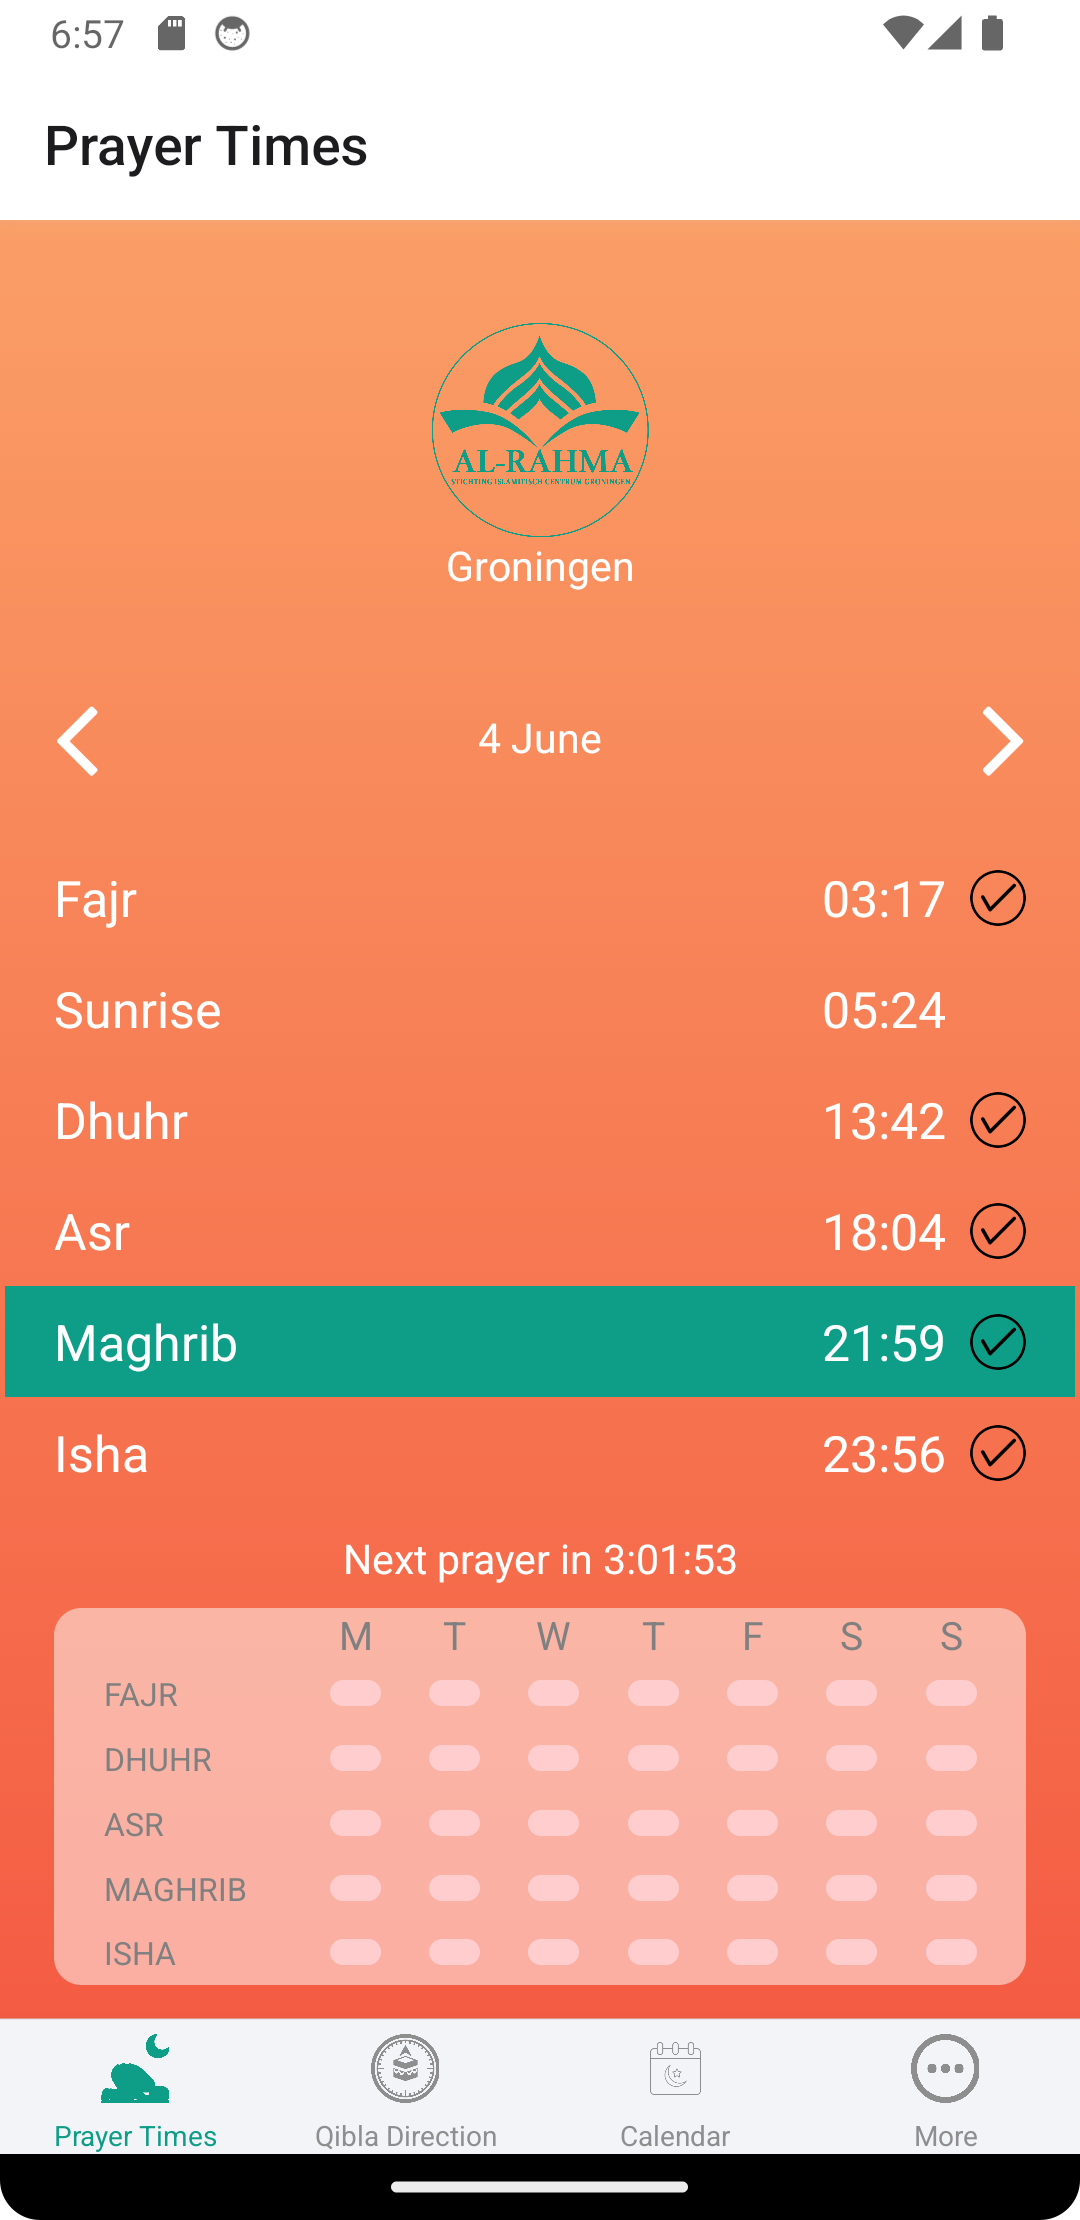 6:57
Prayer Times
AL-RAHMA
STICHTING ISLAMITISCH CENTRUM GRONINGEN
Groningen
4 June
Fajr 03:17
Sunrise 05:24
Dhuhr 13:42
Asr 18:04
Maghrib 21:59
Isha 23:56
Next prayer in 3:01:53
M T W T F S S
FAJR
DHUHR
ASR
MAGHRIB
ISHA
Prayer Times Qibla Direction Calendar More